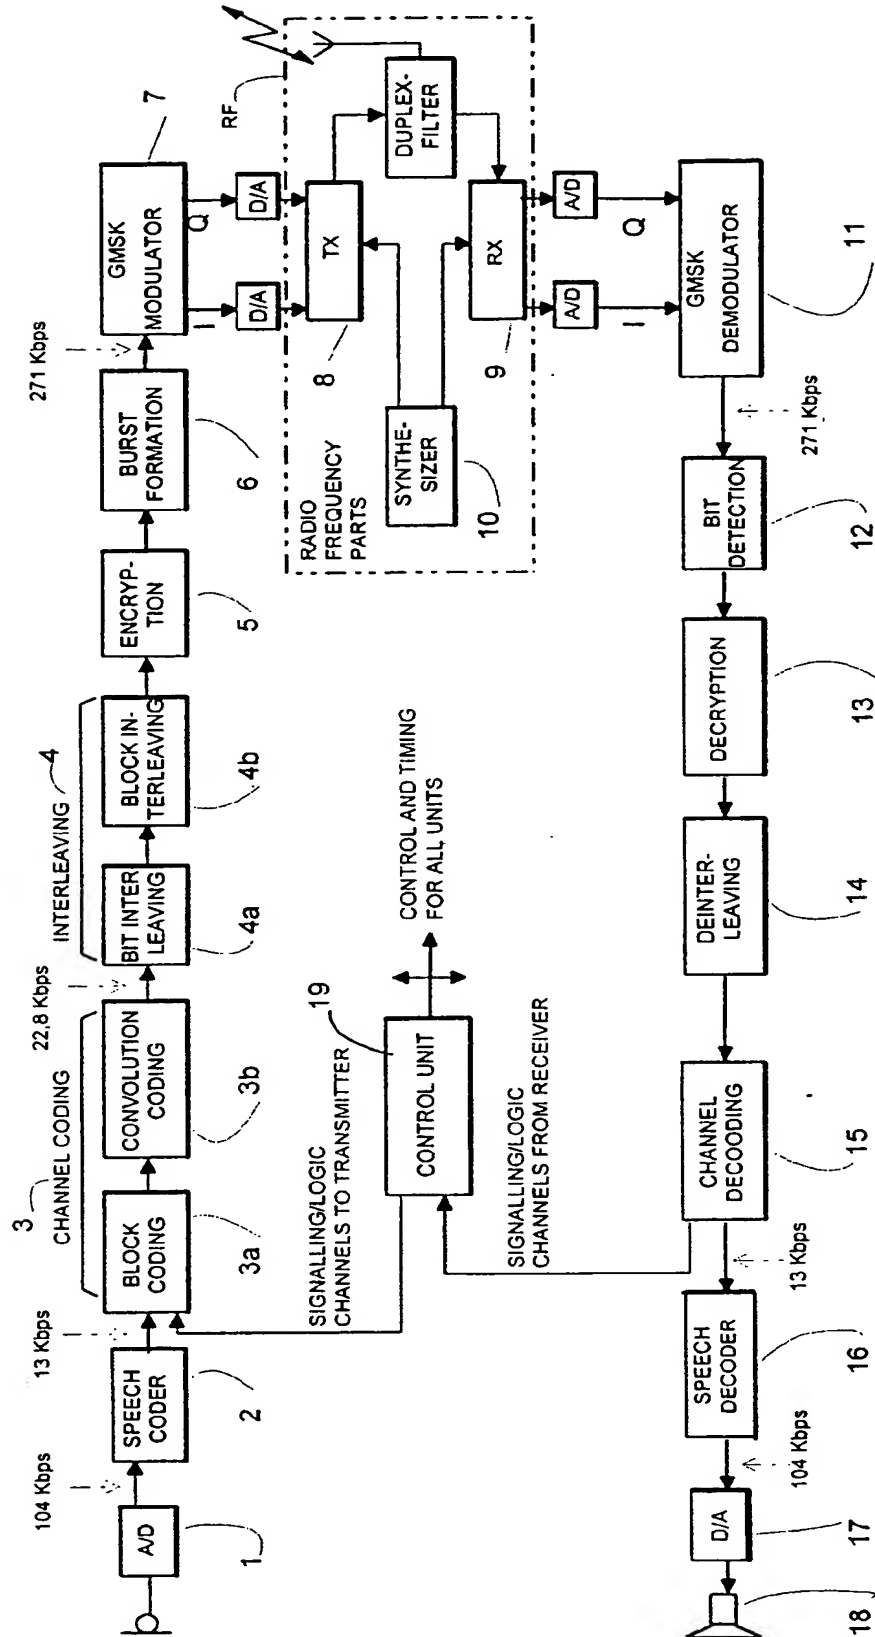 104 Kbps
13 Kbps
3
CHANNEL CODING
22,8 Kbps
INTERLEAVING
4
271 Kbps
A/D
SPEECH
CODER
BLOCK
CODING
CONVOLUTION
CODING
BIT INTER
LEAVING
BLOCK IN-
TERLEAVING
ENCRYP-
TION
BURST
FORMATION
GMSK
MODULATOR
7
1
2
3a
3b
4a
4b
5
6
I
Q
D/A
D/A
RF
RADIO
FREQUENCY
PARTS
TX
8
DUPLEX-
FILTER
SYNTHE-
SIZER
10
RX
9
A/D
A/D
I
Q
SIGNALLING/LOGIC
CHANNELS TO TRANSMITTER
19
CONTROL UNIT
CONTROL AND TIMING
FOR ALL UNITS
SIGNALLING/LOGIC
CHANNELS FROM RECEIVER
GMSK
DEMODULATOR
11
271 Kbps
BIT
DETECTION
12
DECRYPTION
13
DEINTER-
LEAVING
14
CHANNEL
DECOODING
15
13 Kbps
SPEECH
DECODER
16
104 Kbps
D/A
17
18